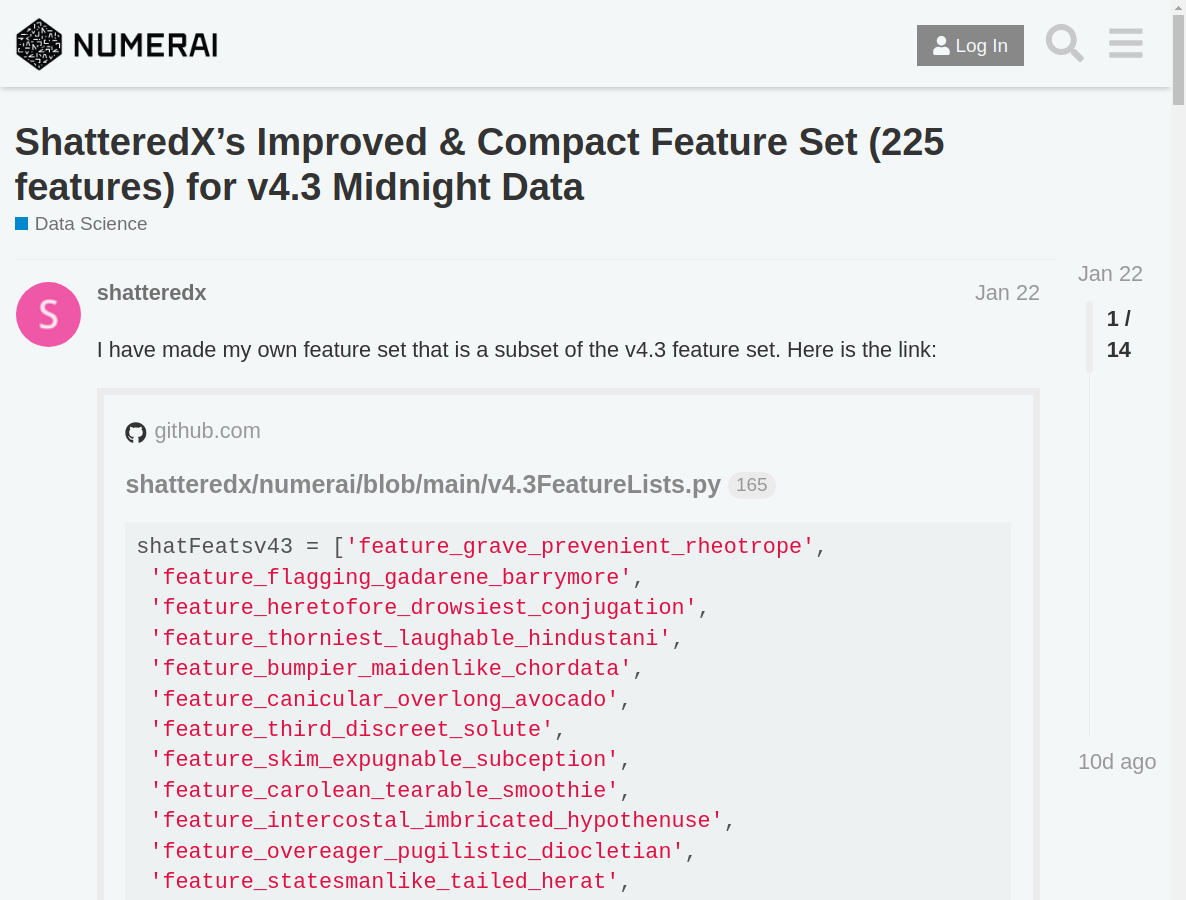 NUMERAI
Log In
ShatteredX’s Improved & Compact Feature Set (225
features) for v4.3 Midnight Data
Data Science
Jan 22
S
shatteredx
Jan 22
1 /
14
I have made my own feature set that is a subset of the v4.3 feature set. Here is the link:
github.com
shatteredx/numerai/blob/main/v4.3FeatureLists.py 165
shatFeatsv43 = ['feature_grave_prevenient_rheotrope',
'feature_flagging_gadarene_barrymore',
'feature_heretofore_drowsiest_conjugation',
'feature_thorniest_laughable_hindustani',
'feature_bumpier_maidenlike_chordata',
'feature_canicular_overlong_avocado',
'feature_third_discreet_solute',
'feature_skim_expugnable_subception',
10d ago
'feature_carolean_tearable_smoothie',
'feature_intercostal_imbricated_hypothenuse',
'feature_overeager_pugilistic_diocletian',
'feature_statesmanlike_tailed_herat',